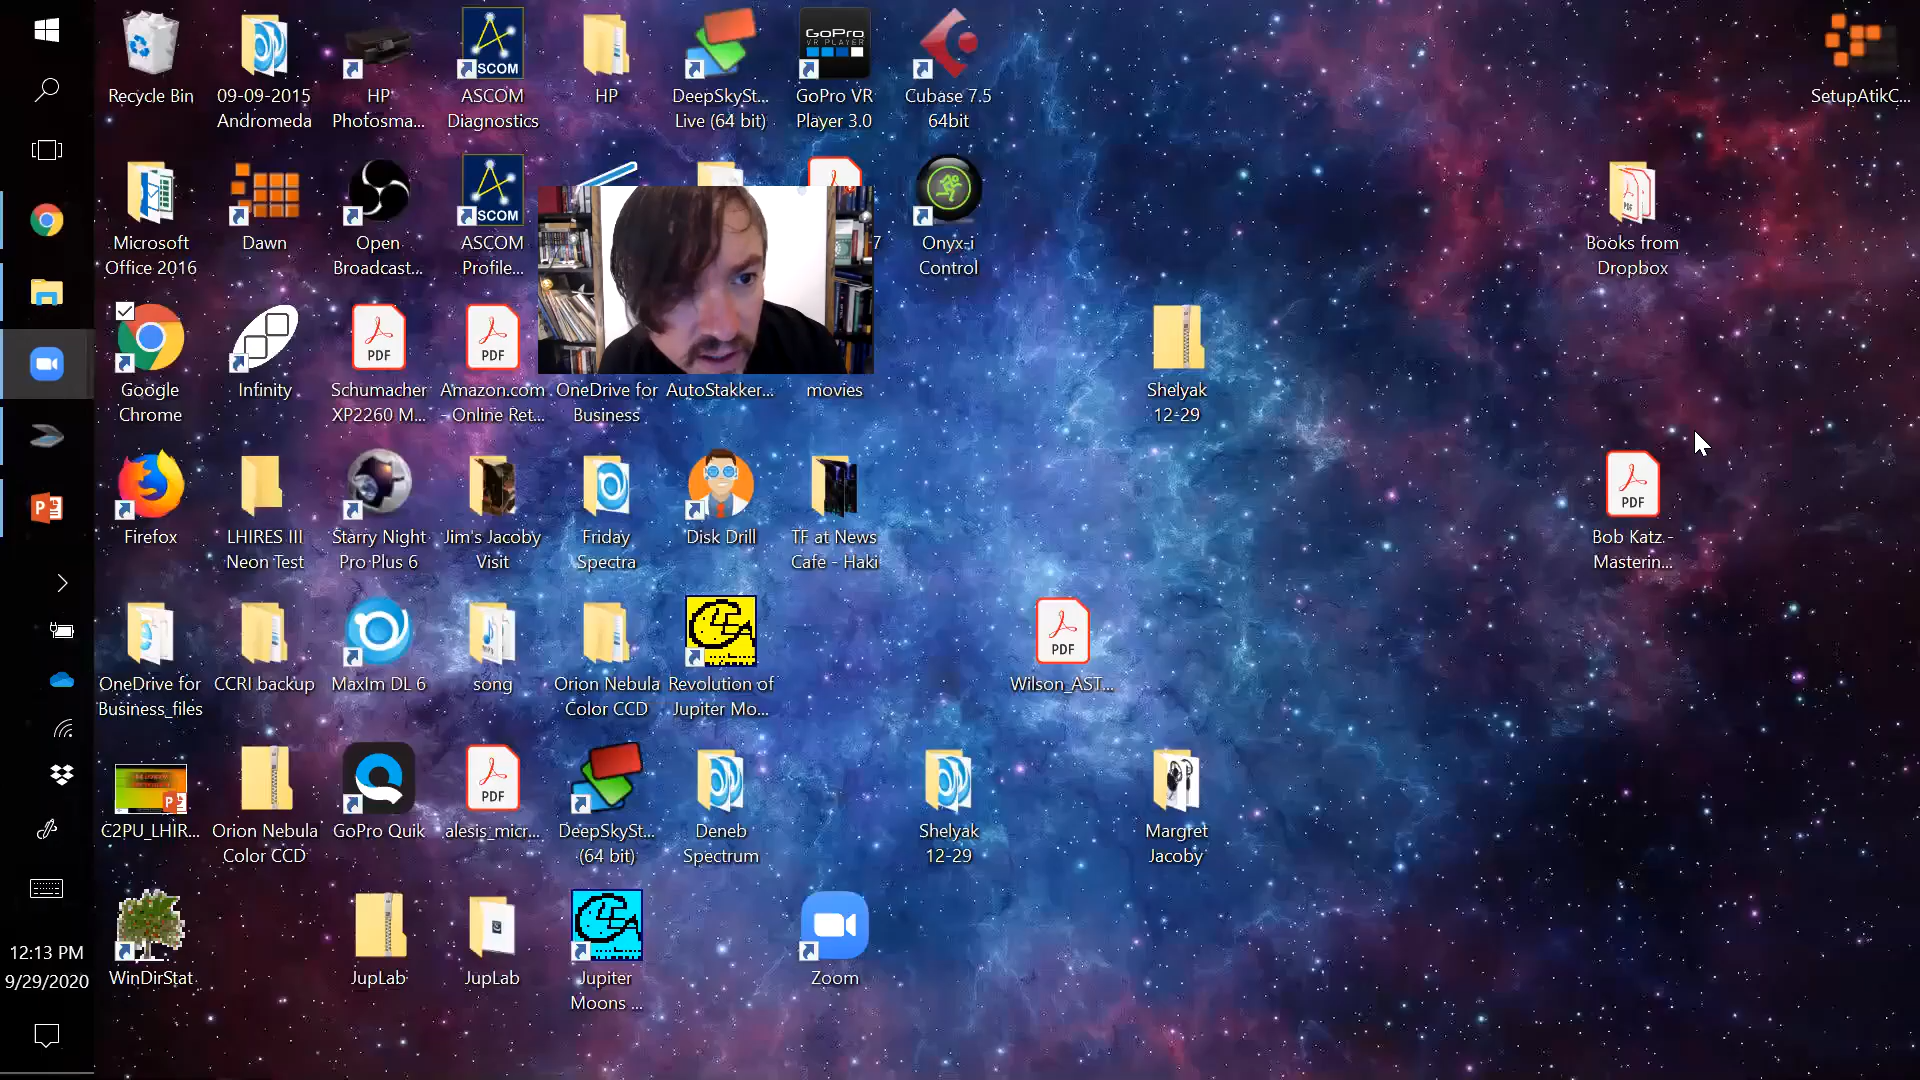 Recycle Bin
09-09-2015
Andromeda
HP
Photosma...
ASCOM
Diagnostics
HP
DeepSkySt...
Live (64 bit)
GoPro
VR PLAYER
GoPro VR
Player 3.0
Cubase 7.5
64bit
SetupAtikC...
Microsoft
Office 2016
Dawn
Open
Broadcast...
SCOM
SCOM
ASCOM
Profile...
7
Onyx-i
Control
Books from
Dropbox
Google
Chrome
Infinity
PDF
Schumacher
XP2260 M...
PDF
Amazon.com
- Online Ret...
OneDrive for
Business
AutoStakker...
movies
Shelyak
12-29
Firefox
LHIRES III
Neon Test
Starry Night
Pro Plus 6
Jim's Jacoby
Visit
Friday
Spectra
Disk Drill
TF at News
Cafe - Haki
PDF
Bob Katz -
Masterin...
OneDrive for
Business_files
CCRI backup
MaxIm DL 6
song
Orion Nebula
Color CCD
Revolution of
Jupiter Mo...
PDF
Wilson_AST...
C2PU_LHIR...
Orion Nebula
Color CCD
GoPro Quik
PDF
alesis_micr...
DeepSkySt...
(64 bit)
Deneb
Spectrum
Shelyak
12-29
Margret
Jacoby
WinDirStat
JupLab
JupLab
Jupiter
Moons ...
Zoom
12:13 PM
9/29/2020